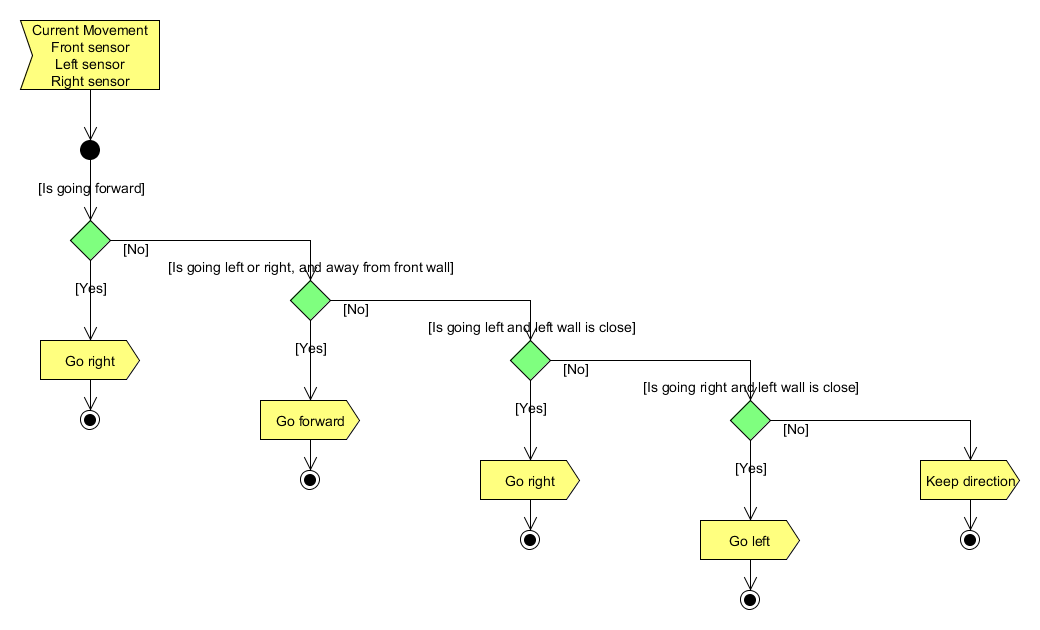 Current Movement
Front sensor
Left sensor
Right sensor
[Is going forward]
[No]
[Is going left or right, and away from front wall]
[Yes]
[No]
[Is going left and left wall is close]
[Yes]
[No]
[Is going right and left wall is close]
[Yes]
[No]
[Yes]
Go right
Go forward
Go right
Go left
Keep direction